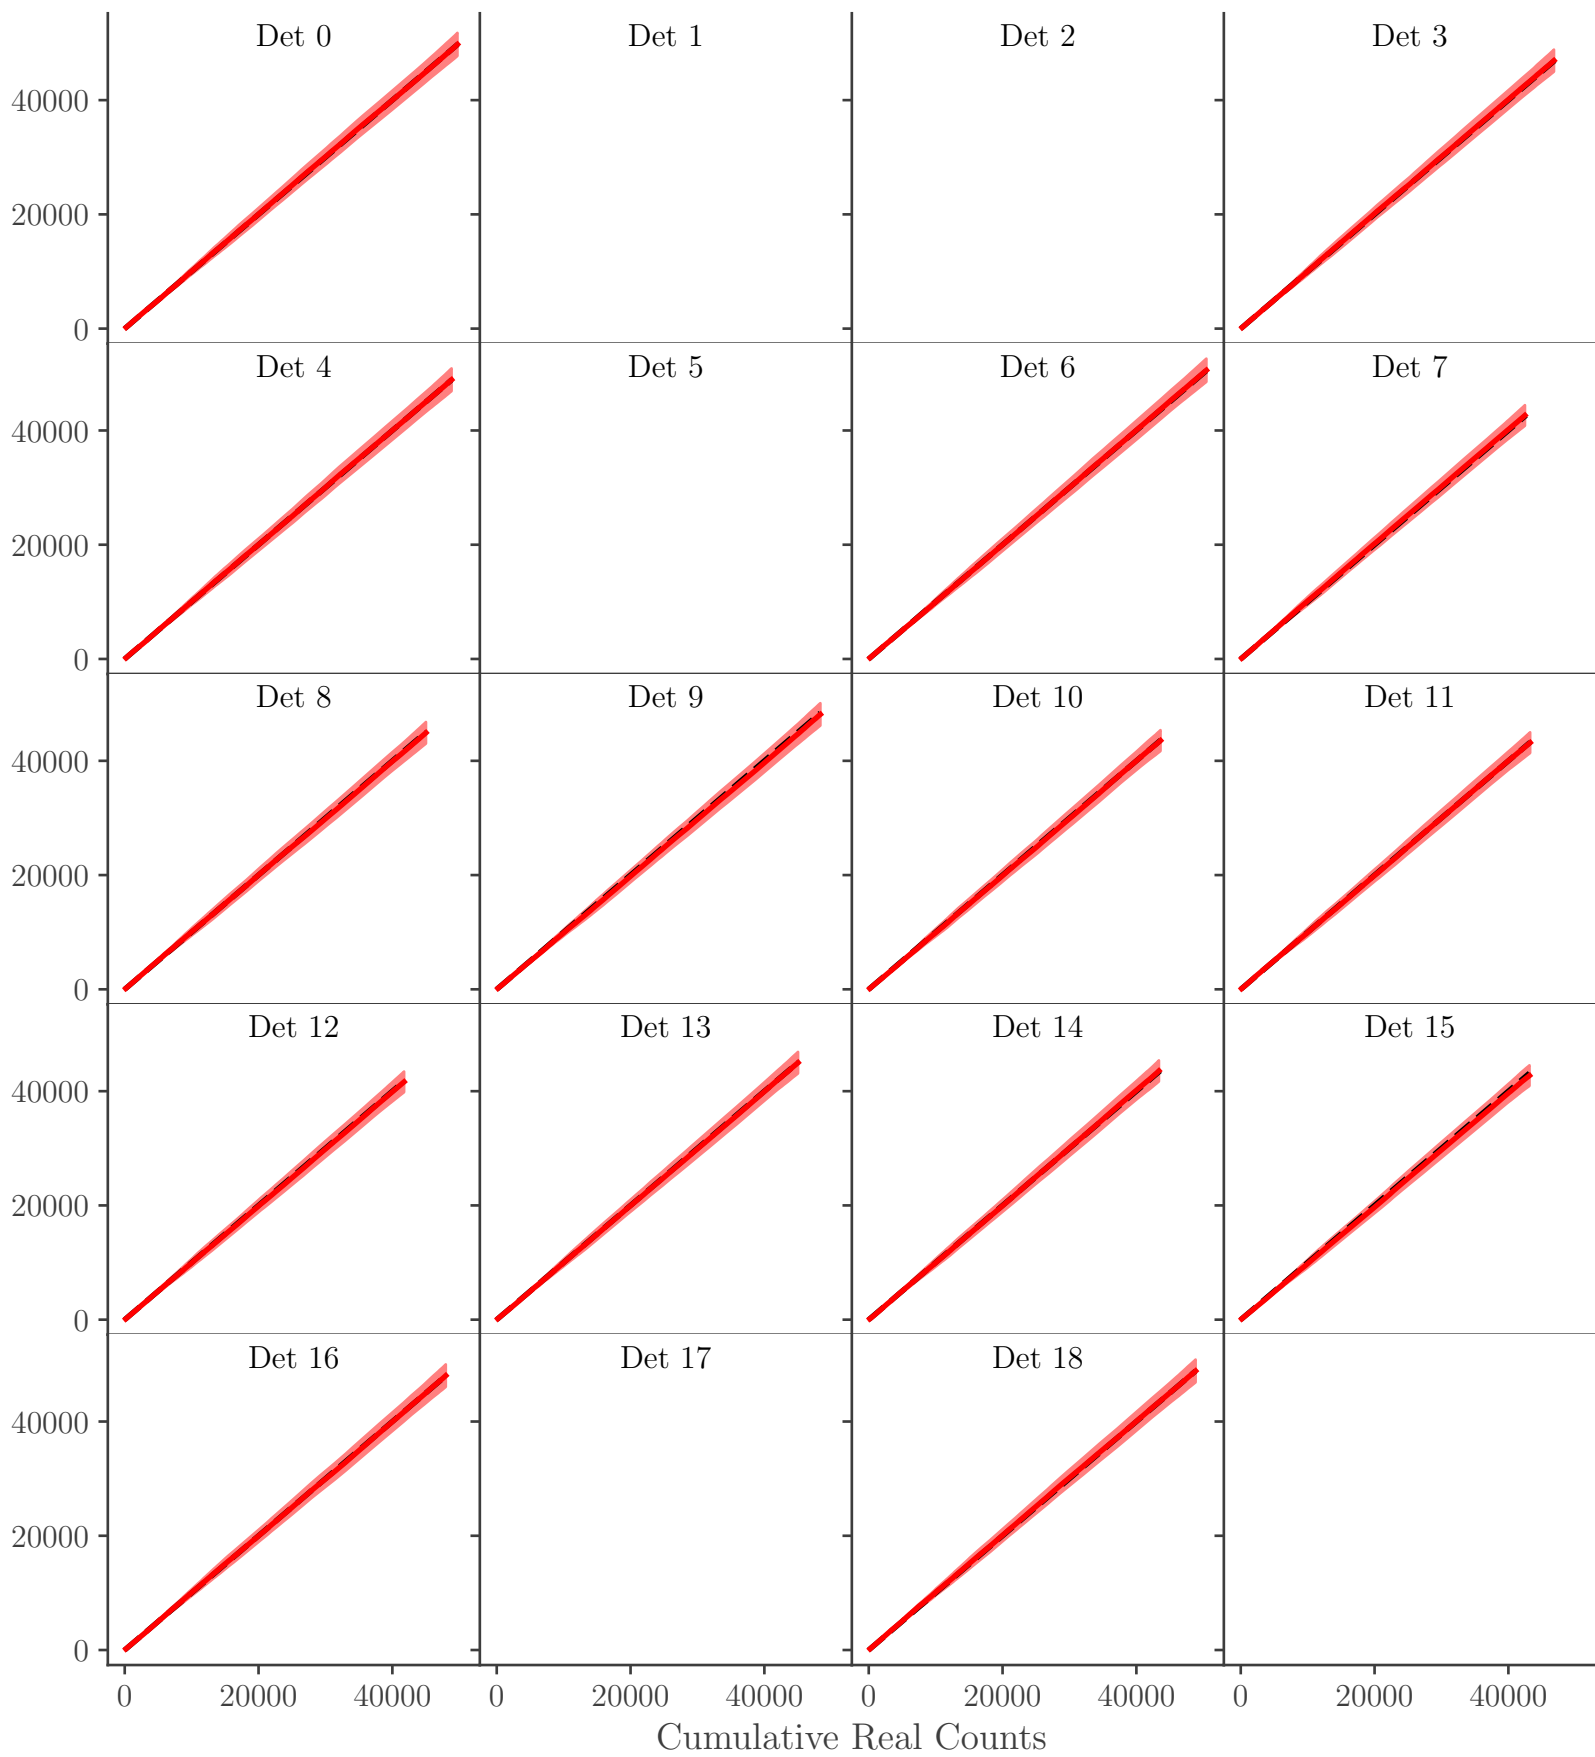 Det 0 Det 1 Det 2 Det 3
40000
20000
0
Det 4 Det 5 Det 6 Det 7
40000
20000
0
Det 8 Det 9 Det 10 Det 11
40000
20000
0
Det 12 Det 13 Det 14 Det 15
40000
20000
0
Det 16 Det 17 Det 18
40000
20000
0
0 20000 40000 0 20000 40000 0 20000 40000 0 20000 40000
Cumulative Real Counts